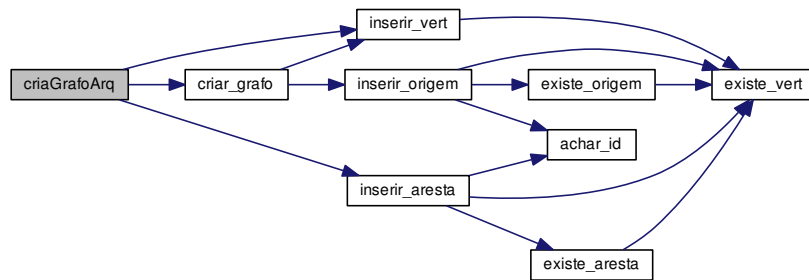 inserir_vert
criaGrafoArq
criar_grafo
inserir_origem
existe_origem
existe_vert
achar_id
inserir_aresta
existe_aresta